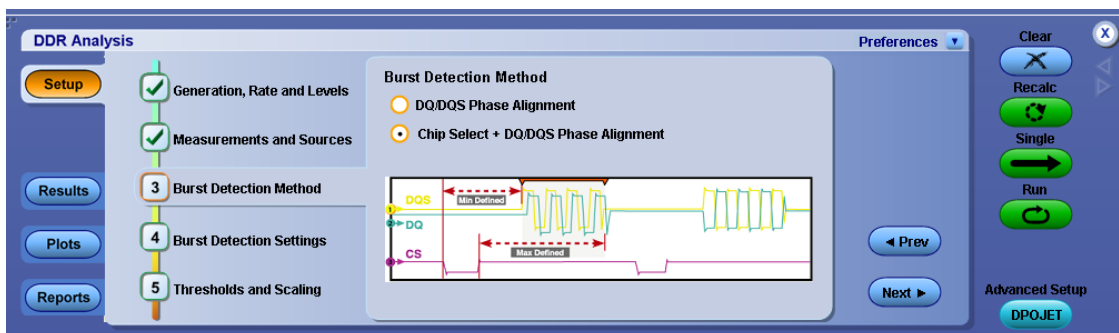 DDR Analysis
Preferences
Clear
X
Setup
Generation, Rate and Levels
Burst Detection Method
DQ/DQS Phase Alignment
Recalc
Measurements and Sources
Chip Select + DQ/DQS Phase Alignment
Single
Results
3 Burst Detection Method
Run
DQS
Min Defined
DQ
Plots
4 Burst Detection Settings
CS
Max Defined
◄ Prev
Reports
5 Thresholds and Scaling
Next ►
Advanced Setup
DPOJET